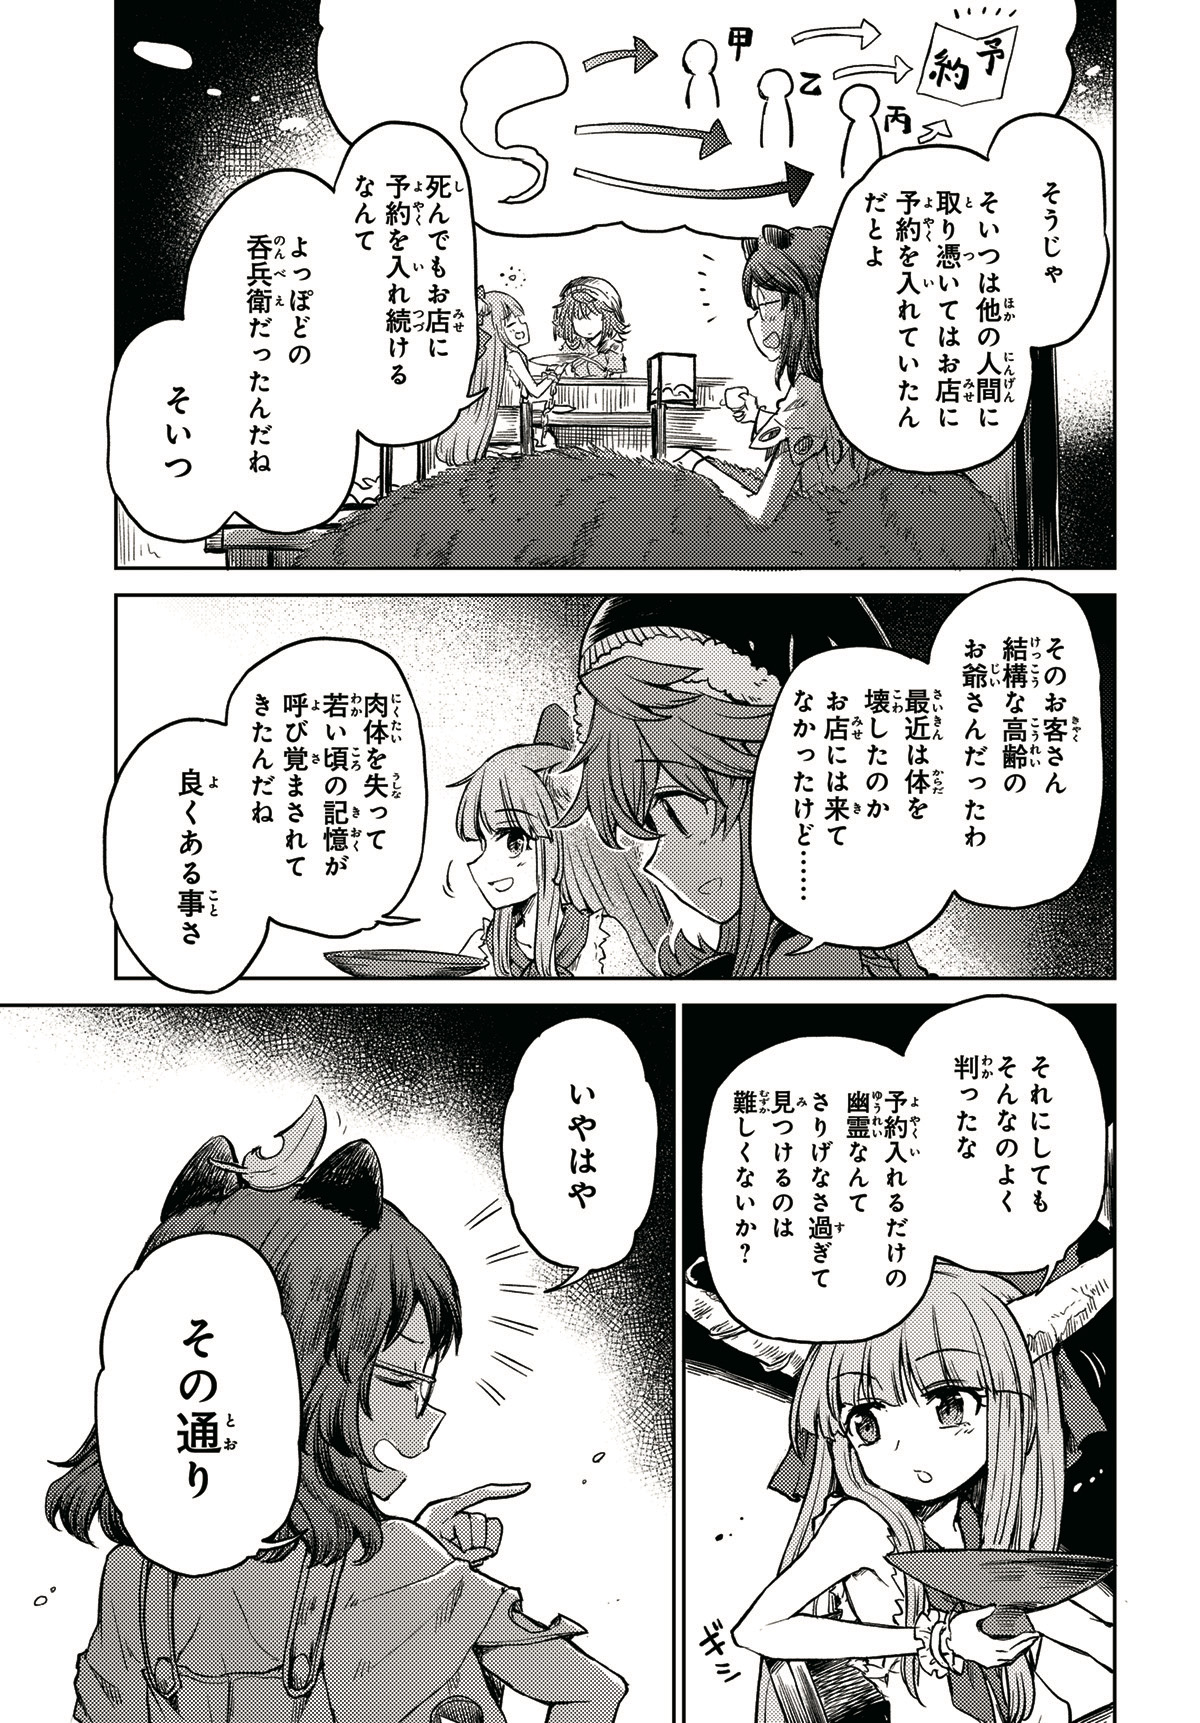 甲
乙
丙
予
約
そうじゃ
そいつは他の人間に
取り憑いてはお店に
予約を入れていたん
だとよ
死んでもお店に
予約を入れ続ける
なんて
よっぽどの
呑兵衛だったんだね
そいつ
そのお客さん
結構な高齢の
お爺さんだったわ
最近は体を
壊したのか
お店には来て
なかったけど……
肉体を失って
若い頃の記憶が
呼び覚まされて
きたんだね
良くある事さ
それにしても
そんなのよく
判ったな
予約入れるだけの
幽霊なんて
さりげなさ過ぎて
見つけるのは
難しくないか？
ギシ
いやはや
その通り